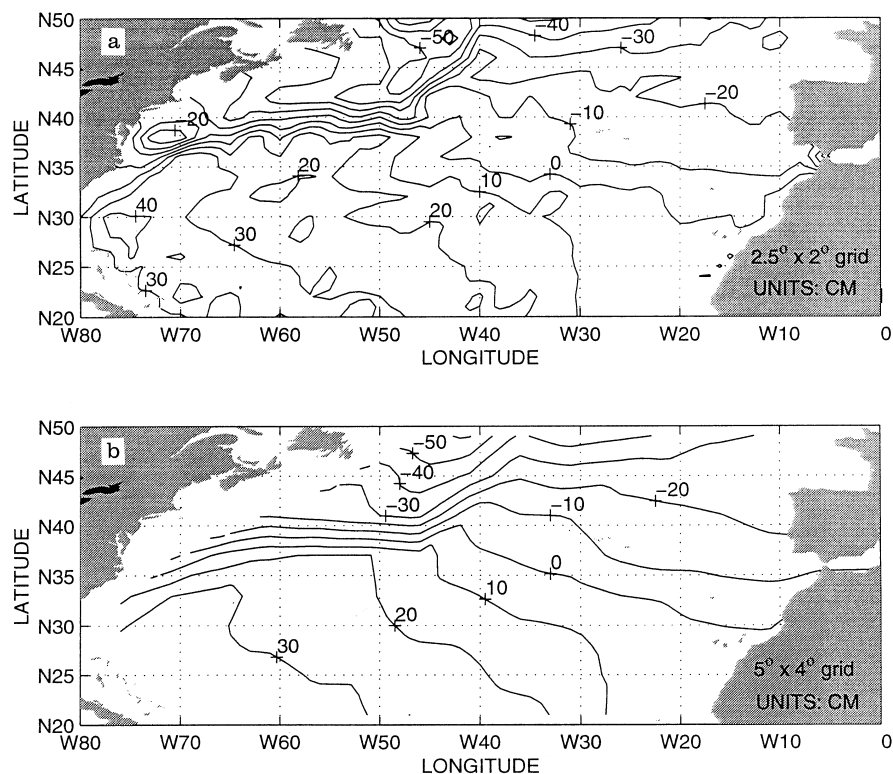 a
N50
N45
N40
N35
N30
N25
N20
LATITUDE
−50
−40
−30
−20
−20
−10
0
10
20
20
30
40
30
2.5° x 2° grid
UNITS: CM
W80 W70 W60 W50 W40 W30 W20 W10 0
LONGITUDE
b
N50
N45
N40
N35
N30
N25
N20
LATITUDE
−50
−40
−30
−20
−10
0
10
20
30
5° x 4° grid
UNITS: CM
W80 W70 W60 W50 W40 W30 W20 W10 0
LONGITUDE